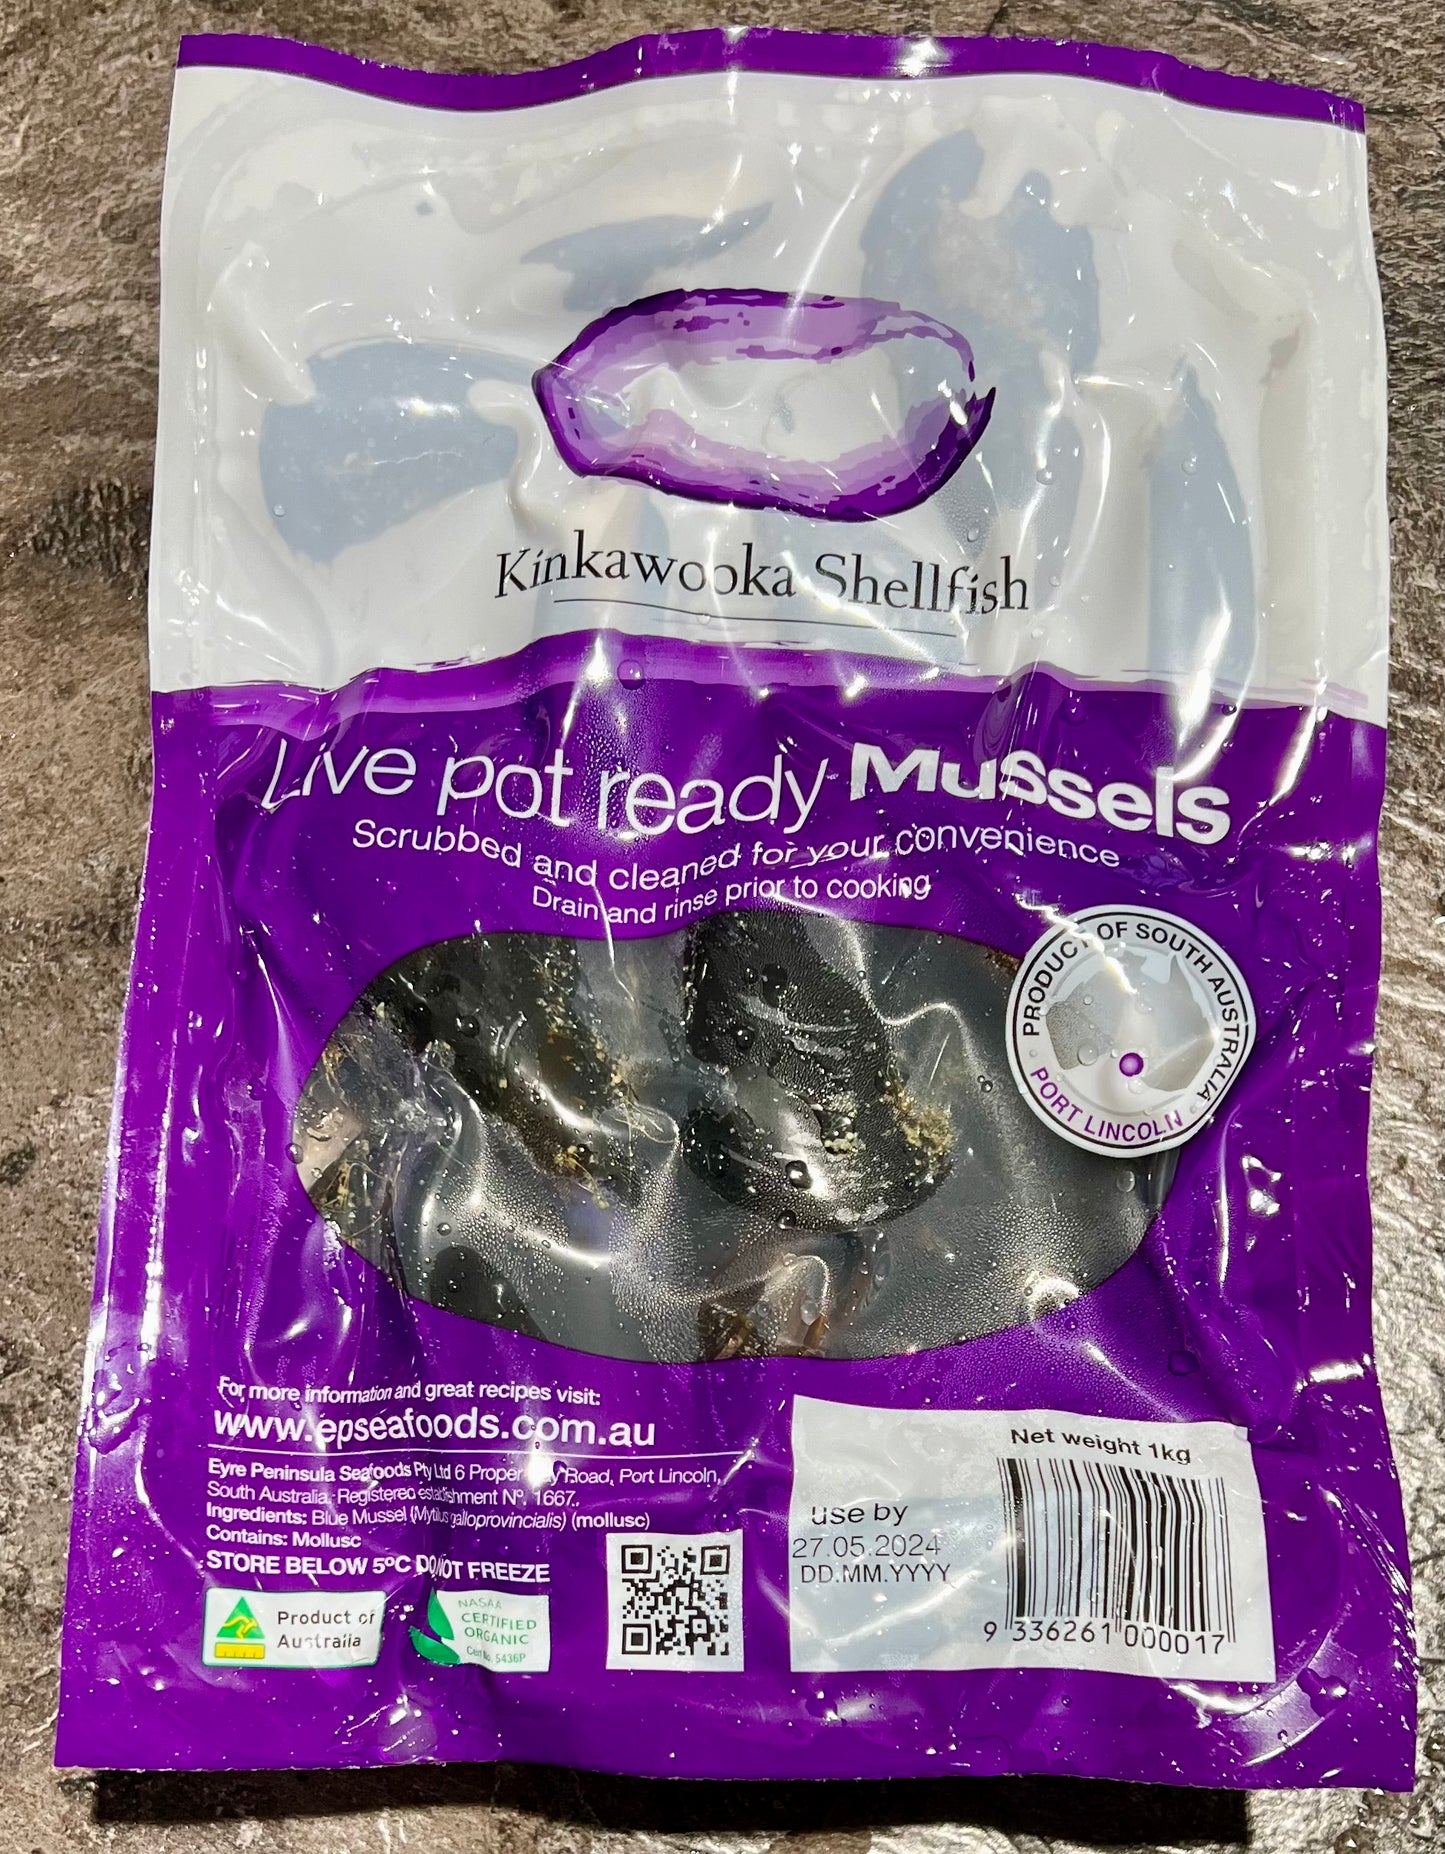 Kinkawooka Shellfish
Live pot ready Mussels
Scrubbed and cleaned for your convenience
Drain and rinse prior to cooking
PRODUCT OF SOUTH AUSTRALIA
PORT LINCOLN
For more information and great recipes visit:
www.epseafoods.com.au
Eyre Peninsula Seafoods Pty Ltd 6 Proper Road, Port Lincoln,
South Australia. Registered establishment Nº. 1667.
Ingredients: Blue Mussel (Mytilus galloprovincialis) (mollusc)
Contains: Mollusc
STORE BELOW 5ºC DO NOT FREEZE
Product of
Australia
NASAA
CERTIFIED
ORGANIC
Cert No. 5436P
Net weight 1kg
use by
27.05.2024
DD.MM.YYYY
9 336261 000017